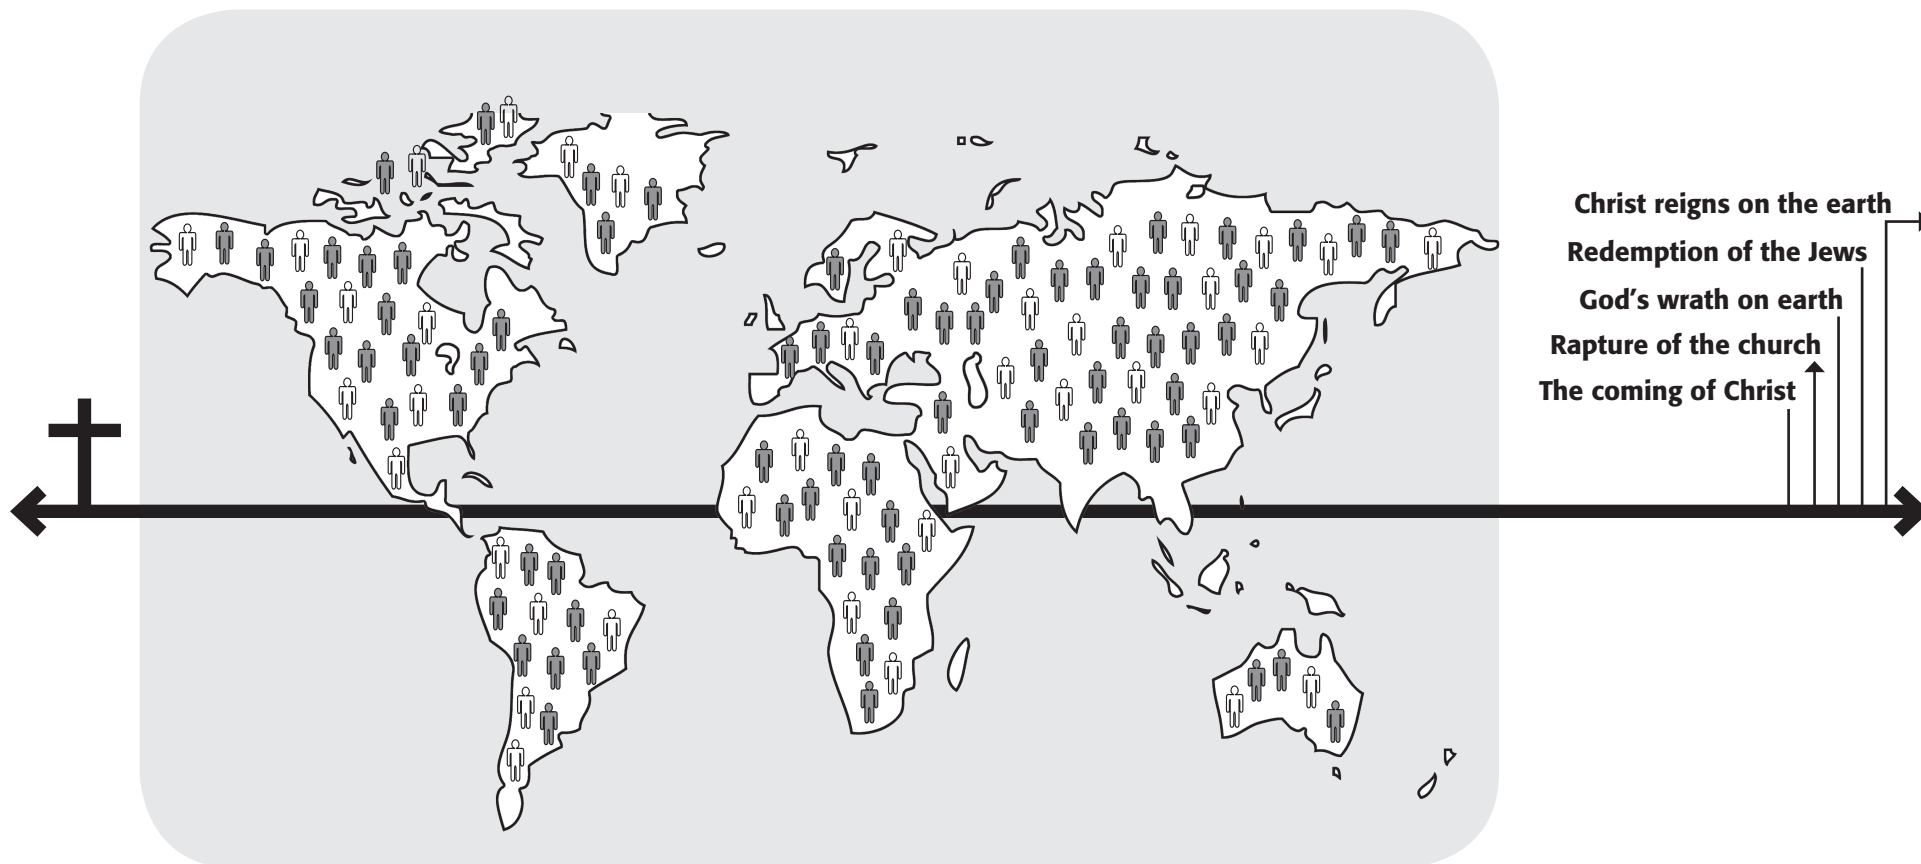 Christ reigns on the earth
Redemption of the Jews
God’s wrath on earth
Rapture of the church
The coming of Christ